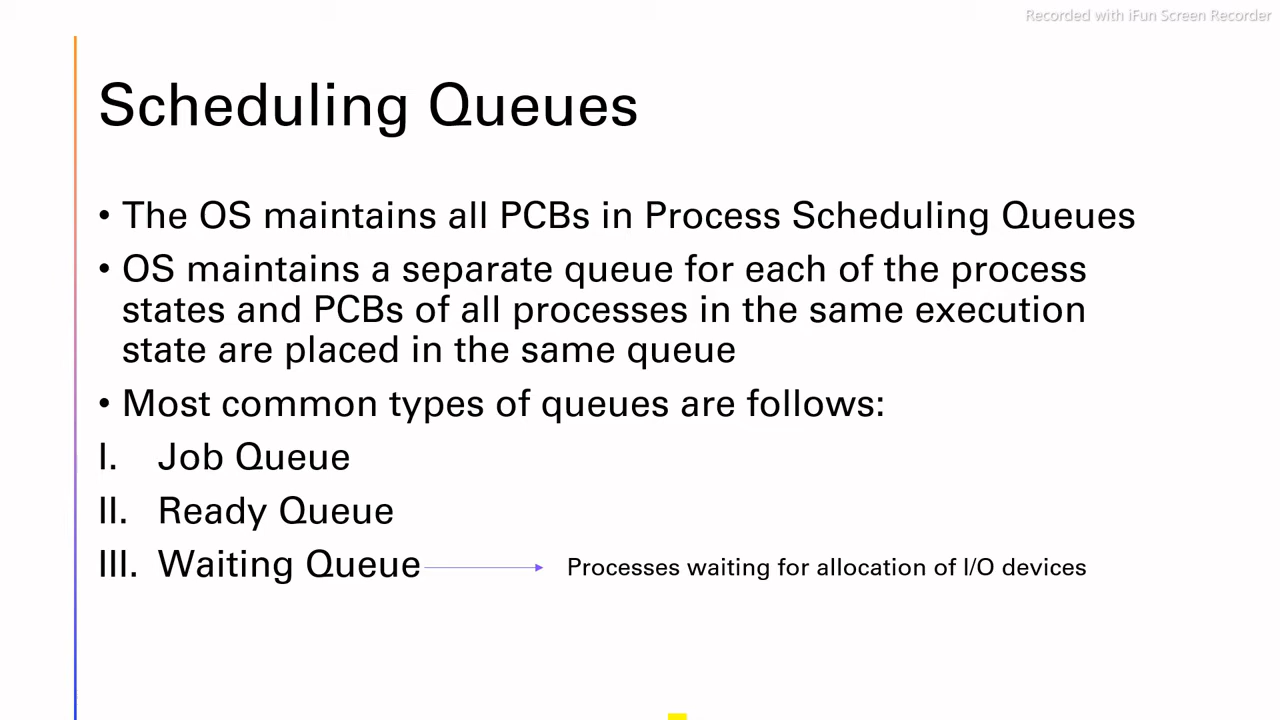 Recorded with iFun Screen Recorder
Scheduling Queues
• The OS maintains all PCBs in Process Scheduling Queues
• OS maintains a separate queue for each of the process
states and PCBs of all processes in the same execution
state are placed in the same queue
• Most common types of queues are follows:
I. Job Queue
II. Ready Queue
III. Waiting Queue Processes waiting for allocation of I/O devices